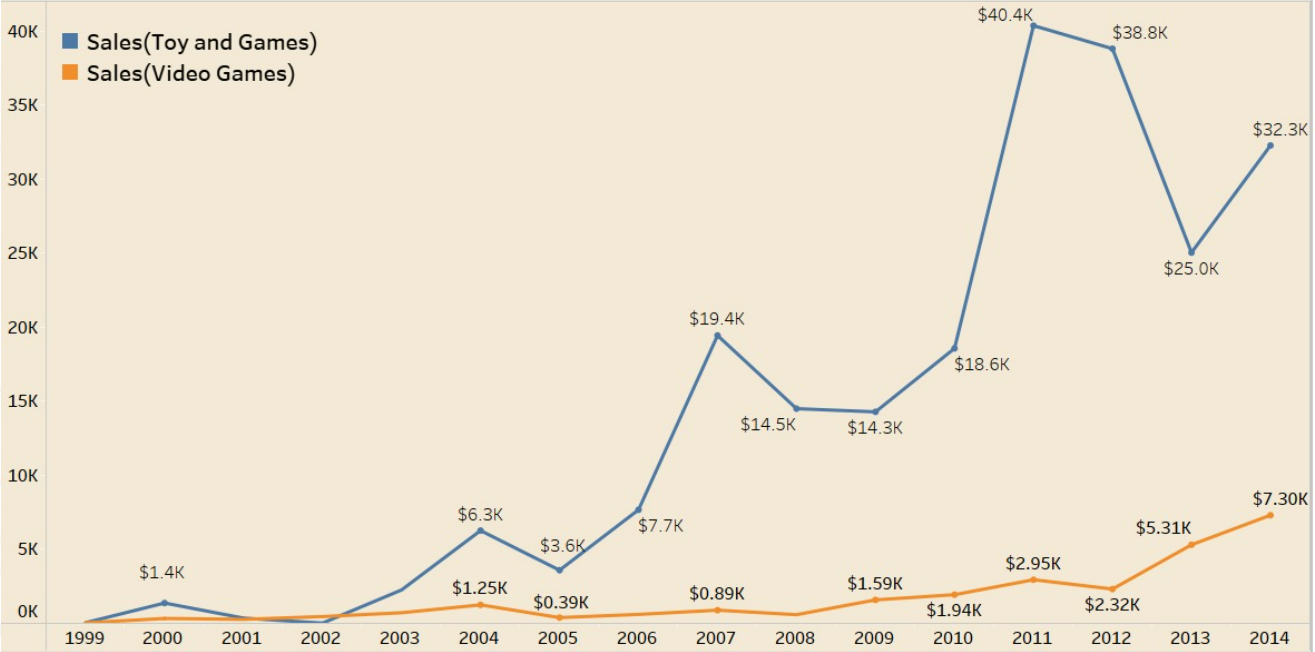 Sales(Toy and Games)
Sales(Video Games)
40K
35K
30K
25K
20K
15K
10K
5K
0K
$1.4K
$6.3K
$3.6K
$7.7K
$19.4K
$14.5K
$14.3K
$18.6K
$40.4K
$38.8K
$25.0K
$32.3K
$1.25K
$0.39K
$0.89K
$1.59K
$1.94K
$2.95K
$2.32K
$5.31K
$7.30K
1999 2000 2001 2002 2003 2004 2005 2006 2007 2008 2009 2010 2011 2012 2013 2014